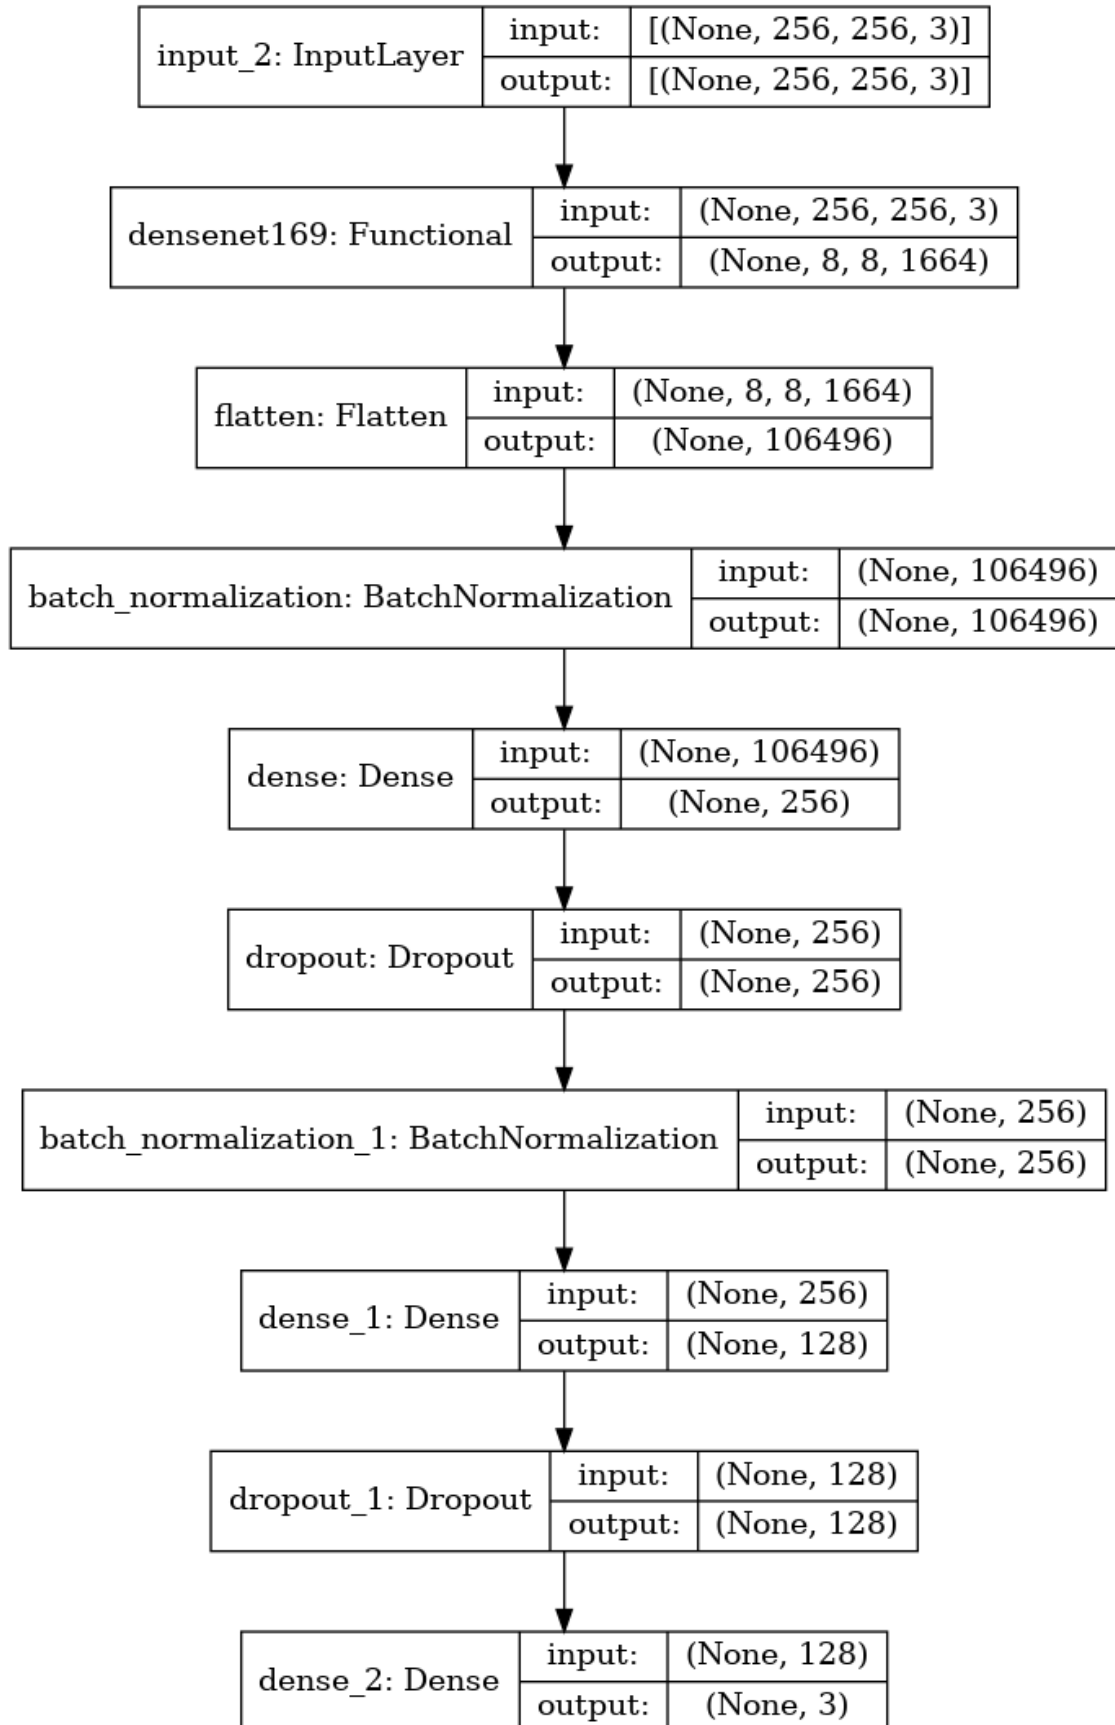 input_2: InputLayer
input:
[(None, 256, 256, 3)]
output:
[(None, 256, 256, 3)]
densenet169: Functional
input:
(None, 256, 256, 3)
output:
(None, 8, 8, 1664)
flatten: Flatten
input:
(None, 8, 8, 1664)
output:
(None, 106496)
batch_normalization: BatchNormalization
input:
(None, 106496)
output:
(None, 106496)
dense: Dense
input:
(None, 106496)
output:
(None, 256)
dropout: Dropout
input:
(None, 256)
output:
(None, 256)
batch_normalization_1: BatchNormalization
input:
(None, 256)
output:
(None, 256)
dense_1: Dense
input:
(None, 256)
output:
(None, 128)
dropout_1: Dropout
input:
(None, 128)
output:
(None, 128)
dense_2: Dense
input:
(None, 128)
output:
(None, 3)